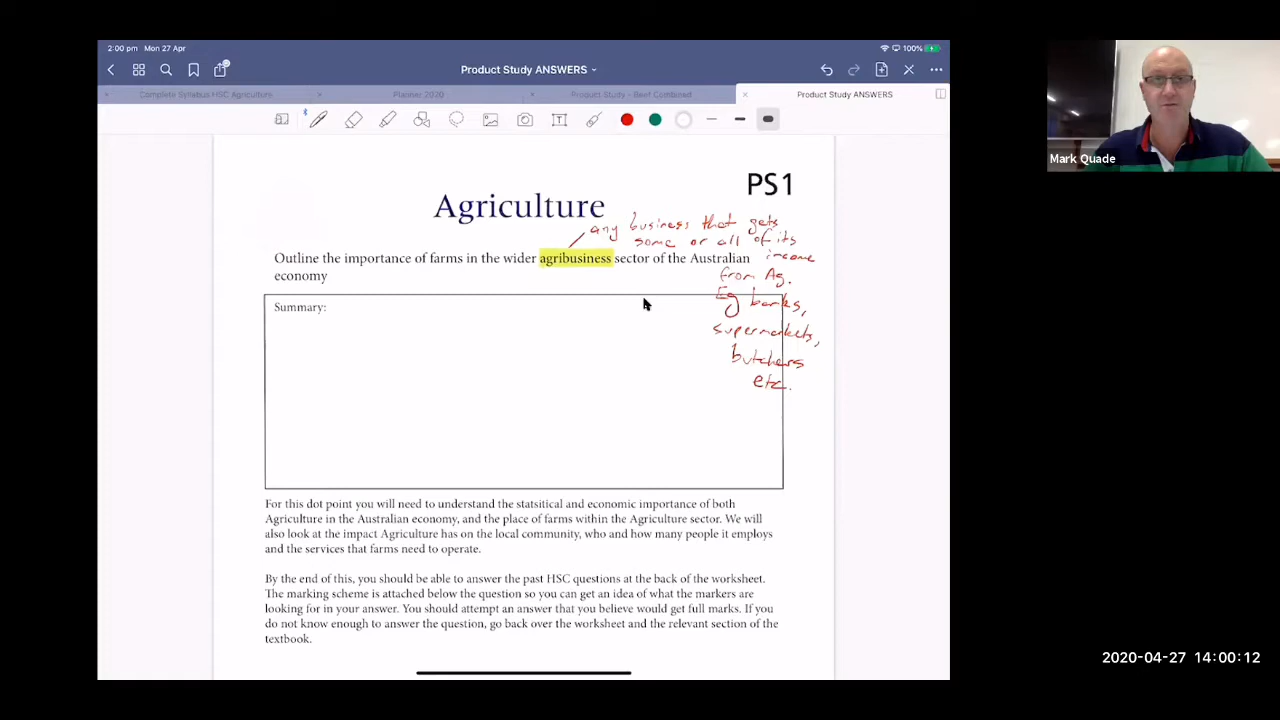 2:00 pm Mon 27 Apr
100%
Product Study ANSWERS
Complete Syllabus HSC Agriculture
Planner 2020
Product Study - Beef Combined
Product Study ANSWERS
PS1
Agriculture
any business that gets
some or all of its
income
from Ag.
Eg banks,
supermarkets,
butchers
etc.
Outline the importance of farms in the wider agribusiness sector of the Australian
economy
Summary:
For this dot point you will need to understand the statsitical and economic importance of both
Agriculture in the Australian economy, and the place of farms within the Agriculture sector. We will
also look at the impact Agriculture has on the local community, who and how many people it employs
and the services that farms need to operate.
By the end of this, you should be able to answer the past HSC questions at the back of the worksheet.
The marking scheme is attached below the question so you can get an idea of what the markers are
looking for in your answer. You should attempt an answer that you believe would get full marks. If you
do not know enough to answer the question, go back over the worksheet and the relevant section of the
textbook.
Mark Quade
2020-04-27 14:00:12